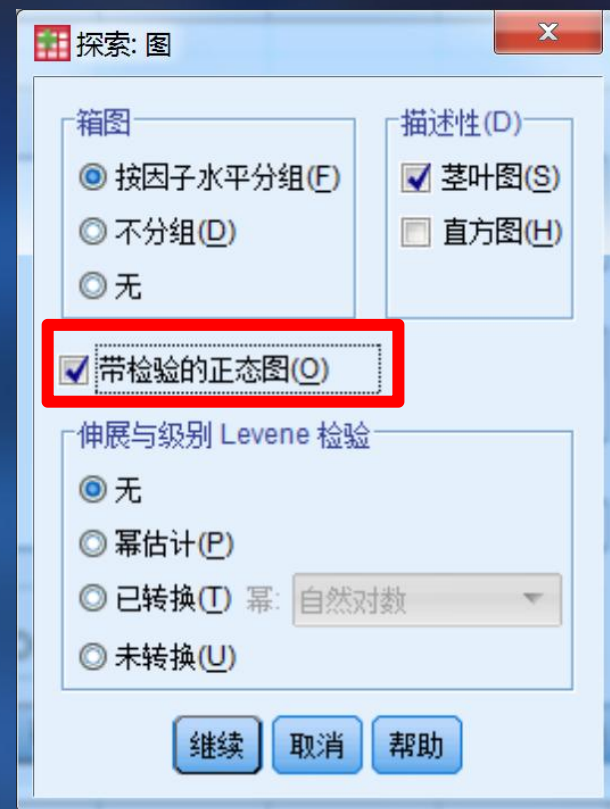 探索: 图
箱图
按因子水平分组(F)
不分组(D)
无
描述性(D)
茎叶图(S)
直方图(H)
带检验的正态图(O)
伸展与级别 Levene 检验
无
幂估计(P)
已转换(T) 幂: 自然对数
未转换(U)
继续 取消 帮助